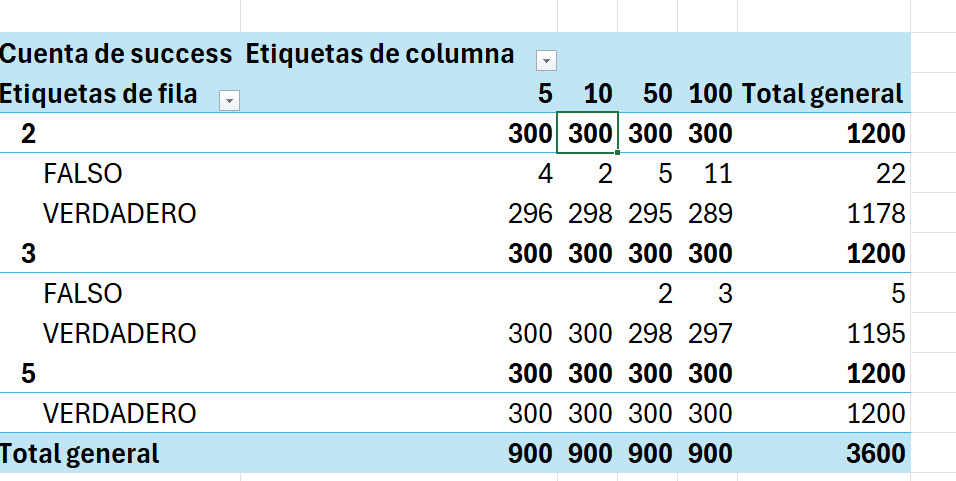 Cuenta de success Etiquetas de columna
Etiquetas de fila 5 10 50 100 Total general
2 300 300 300 300 1200
FALSO 4 2 5 11 22
VERDADERO 296 298 295 289 1178
3 300 300 300 300 1200
FALSO 2 3 5
VERDADERO 300 300 298 297 1195
5 300 300 300 300 1200
VERDADERO 300 300 300 300 1200
Total general 900 900 900 900 3600